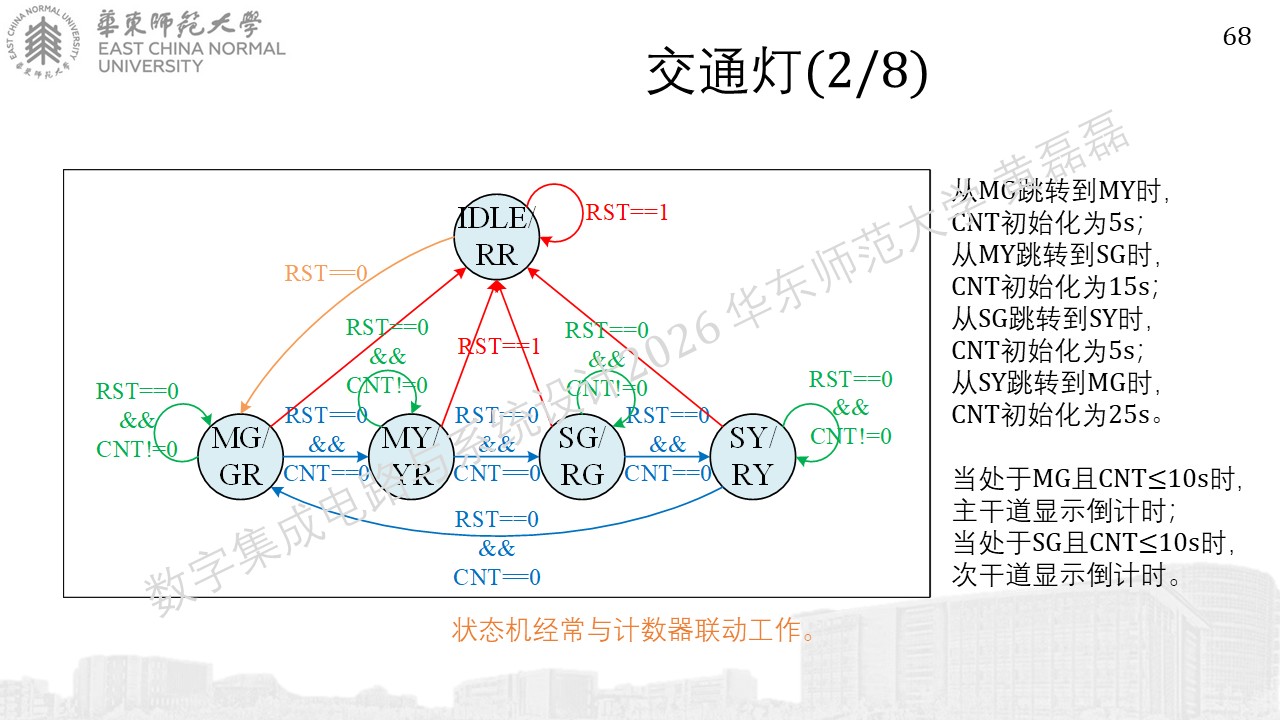 EAST CHINA NORMAL UNIVERSITY
華東師範大學
華東師範大學
EAST CHINA NORMAL
UNIVERSITY
68
交通灯(2/8)
IDLE/
RR
RST==1
RST==0
RST==0
&&
CNT!=0
RST==1
RST==0
&&
CNT!=0
RST==0
&&
CNT!=0
RST==0
&&
CNT!=0
MG/
GR
RST==0
&&
CNT==0
MY/
YR
RST==0
&&
CNT==0
SG/
RG
RST==0
&&
CNT==0
SY/
RY
RST==0
&&
CNT==0
从MG跳转到MY时，
CNT初始化为5s；
从MY跳转到SG时，
CNT初始化为15s；
从SG跳转到SY时，
CNT初始化为5s；
从SY跳转到MG时，
CNT初始化为25s。
当处于MG且CNT≤10s时，
主干道显示倒计时；
当处于SG且CNT≤10s时，
次干道显示倒计时。
状态机经常与计数器联动工作。
数字集成电路与系统设计2026 华东师范大学 黄磊磊